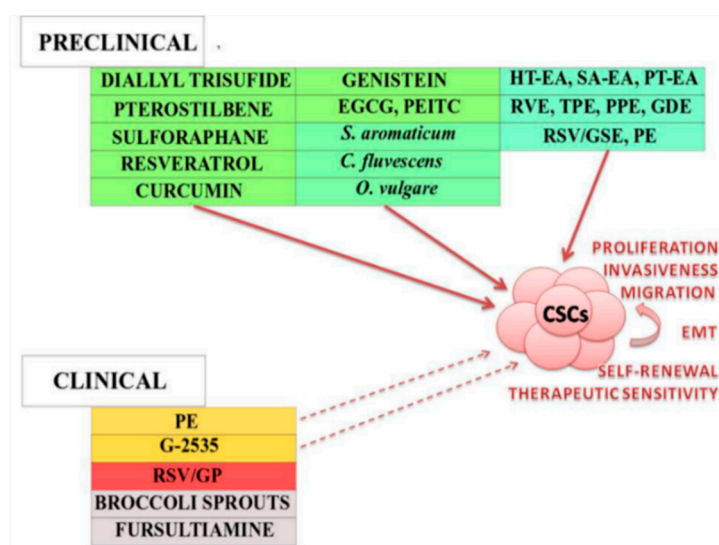 PRECLINICAL
DIALLYL TRISUFIDE
PTEROSTILBENE
SULFORAPHANE
RESVERATROL
CURCUMIN
GENISTEIN
EGCG, PEITC
S. aromaticum
C. fluvescens
O. vulgare
HT-EA, SA-EA, PT-EA
RVE, TPE, PPE, GDE
RSV/GSE, PE
PROLIFERATION
INVASIVENESS
MIGRATION
CSCs
EMT
SELF-RENEWAL
THERAPEUTIC SENSITIVITY
CLINICAL
PE
G-2535
RSV/GP
BROCCOLI SPROUTS
FURSULTIAMINE